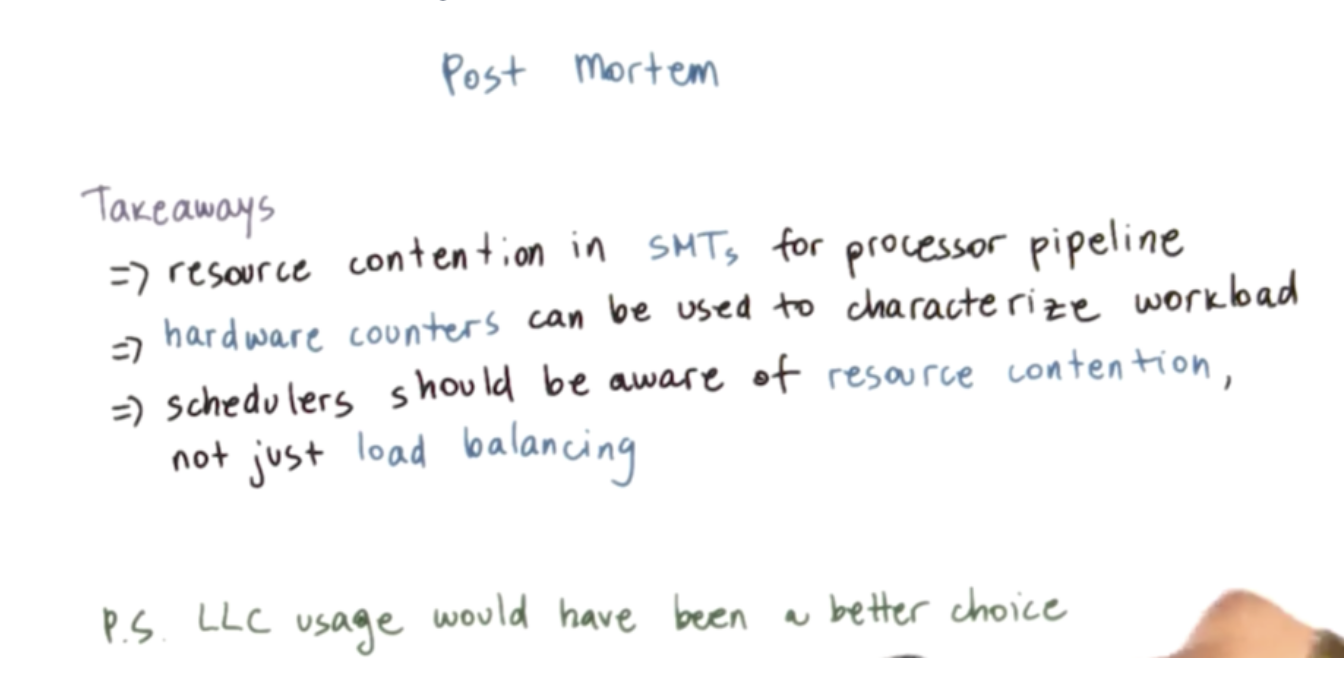 Post Mortem
Takeaways
=> resource contention in SMTs for processor pipeline
=> hardware counters can be used to characterize workload
=> schedulers should be aware of resource contention,
not just load balancing
P.S. LLC usage would have been a better choice